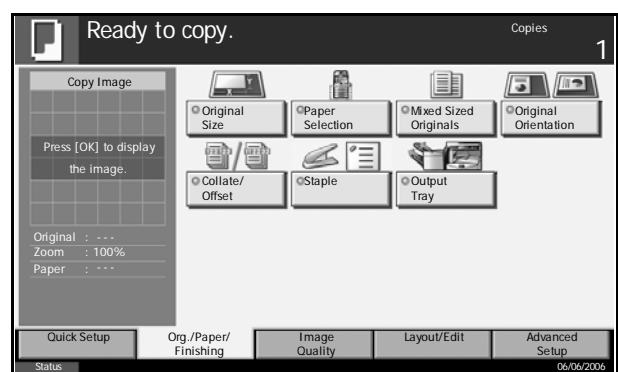 Ready to copy.
Copies
1
Copy Image
Press [OK] to display
the image.
Original : ---
Zoom : 100%
Paper : ---
Original
Size
Paper
Selection
Mixed Sized
Originals
Original
Orientation
Collate/
Offset
Staple
Output
Tray
Quick Setup
Org./Paper/
Finishing
Image
Quality
Layout/Edit
Advanced
Setup
Status
06/06/2006